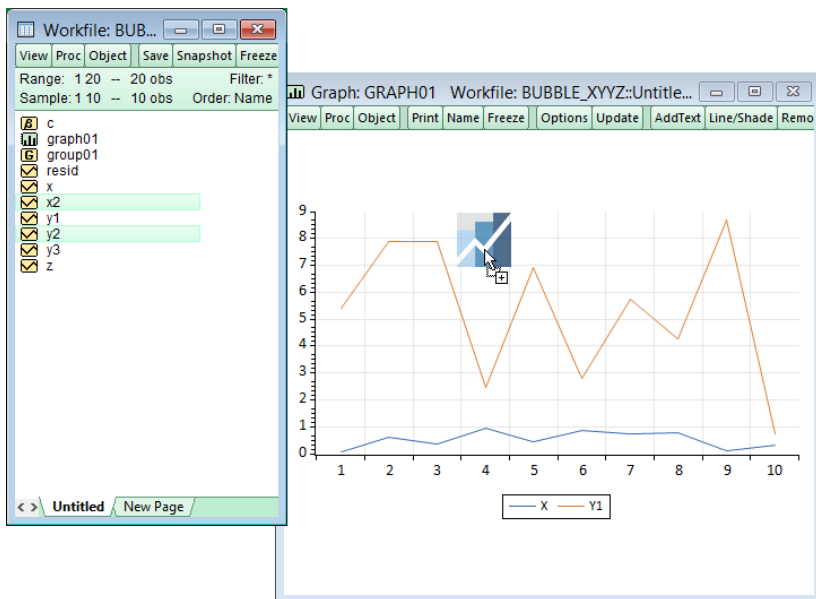 Workfile: BUB...
View Proc Object Save Snapshot Freeze
Range: 1 20 -- 20 obs Filter: *
Sample: 1 10 -- 10 obs Order: Name
β c
graph01
G group01
resid
x
x2
y1
y2
y3
z
< > Untitled New Page
Graph: GRAPH01 Workfile: BUBBLE_XYYZ::Untitle...
View Proc Object Print Name Freeze Options Update AddText Line/Shade Remo
9
8
7
6
5
4
3
2
1
0
1 2 3 4 5 6 7 8 9 10
X Y1